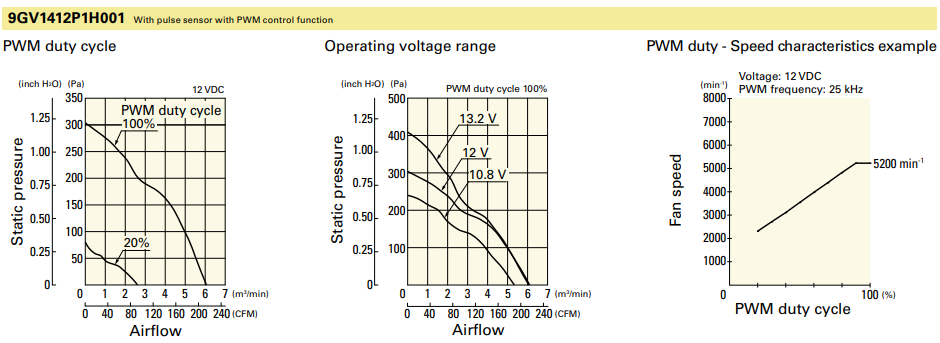 9GV1412P1H001 With pulse sensor with PWM control function
PWM duty cycle
(inch H2O) (Pa)
12 VDC
PWM duty cycle
100%
20%
350
300
250
200
150
100
50
1.25
1.00
0.75
0.50
0.25
0
Static pressure
0 1 2 3 4 5 6 7 (m³/min)
0 40 80 120 160 200 240 (CFM)
Airflow
Operating voltage range
(inch H2O) (Pa)
PWM duty cycle 100%
13.2 V
12 V
10.8 V
500
400
300
200
100
1.25
1.00
0.75
0.50
0.25
0
Static pressure
0 1 2 3 4 5 6 7 (m³/min)
0 40 80 120 160 200 240 (CFM)
Airflow
PWM duty - Speed characteristics example
Voltage: 12 VDC
PWM frequency: 25 kHz
(min⁻¹)
8000
7000
6000
5000
4000
3000
2000
1000
0
5200 min⁻¹
Fan speed
100 (%)
PWM duty cycle